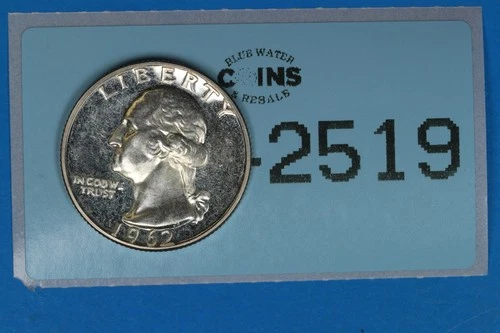 LIBERTY
IN GOD WE
TRUST
1962
BLUE WATER
COINS
& RESALE
-2519